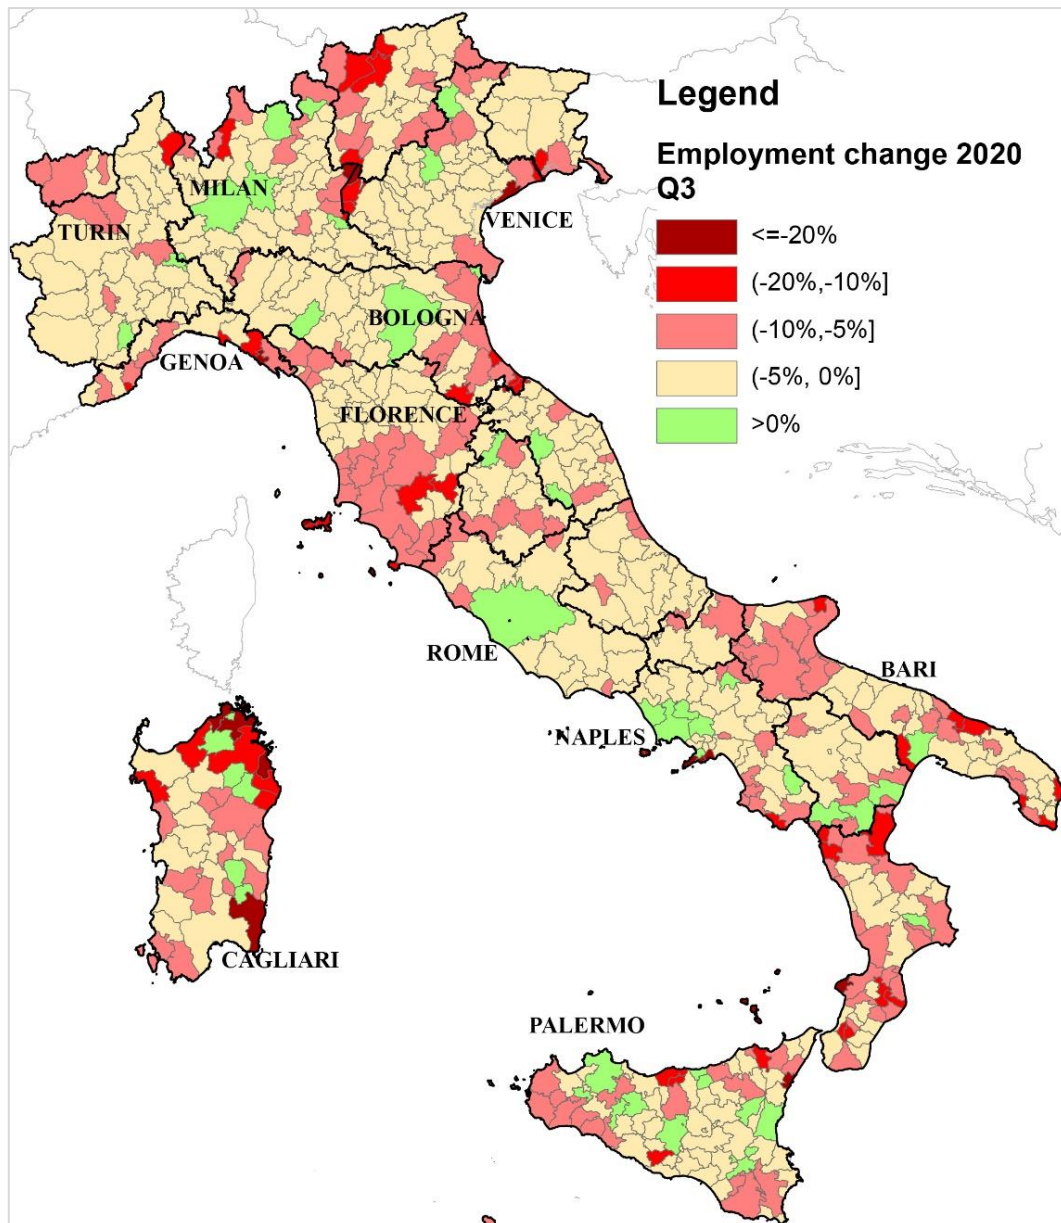 Legend
Employment change 2020
Q3
<=-20%
(-20%,-10%]
(-10%,-5%]
(-5%, 0%]
>0%
MILAN
VENICE
TURIN
BOLOGNA
GENOA
FLORENCE
ROME
BARI
NAPLES
CAGLIARI
PALERMO